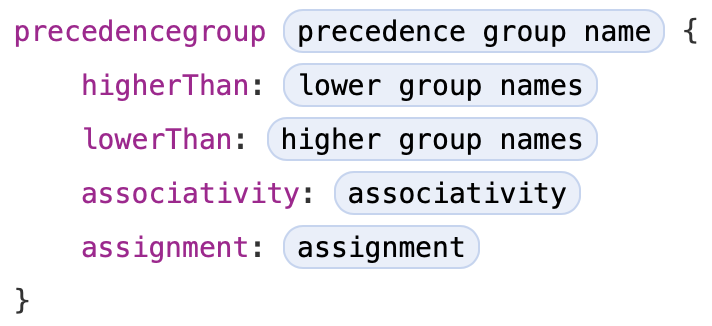 precedencegroup precedence group name {
higherThan: lower group names
lowerThan: higher group names
associativity: associativity
assignment: assignment
}